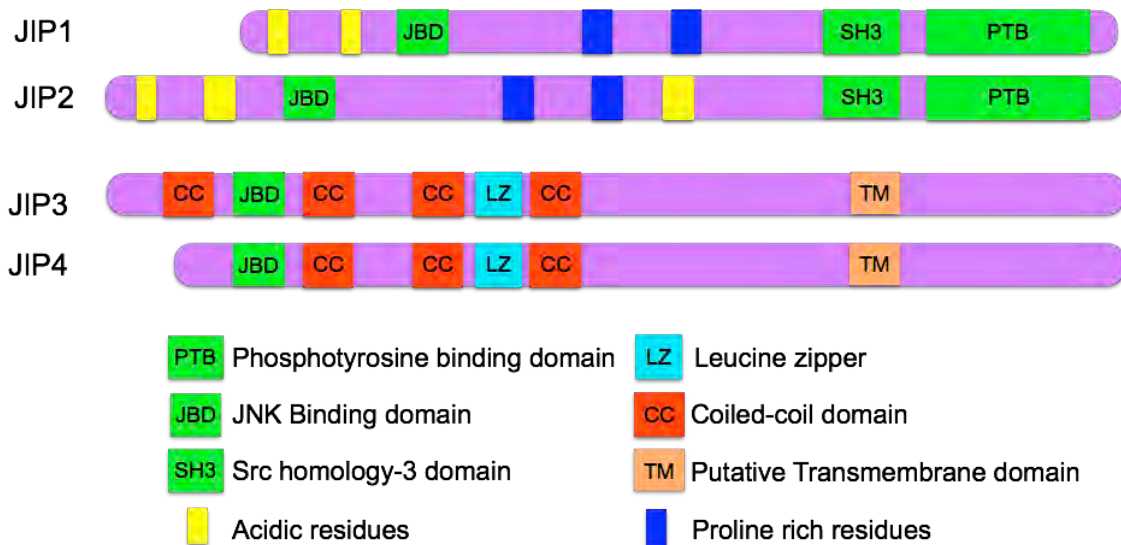 JIP1 JBD SH3 PTB
JIP2 JBD SH3 PTB
JIP3 CC JBD CC CC LZ CC TM
JIP4 JBD CC CC LZ CC TM
PTB Phosphotyrosine binding domain LZ Leucine zipper
JBD JNK Binding domain CC Coiled-coil domain
SH3 Src homology-3 domain TM Putative Transmembrane domain
Acidic residues Proline rich residues